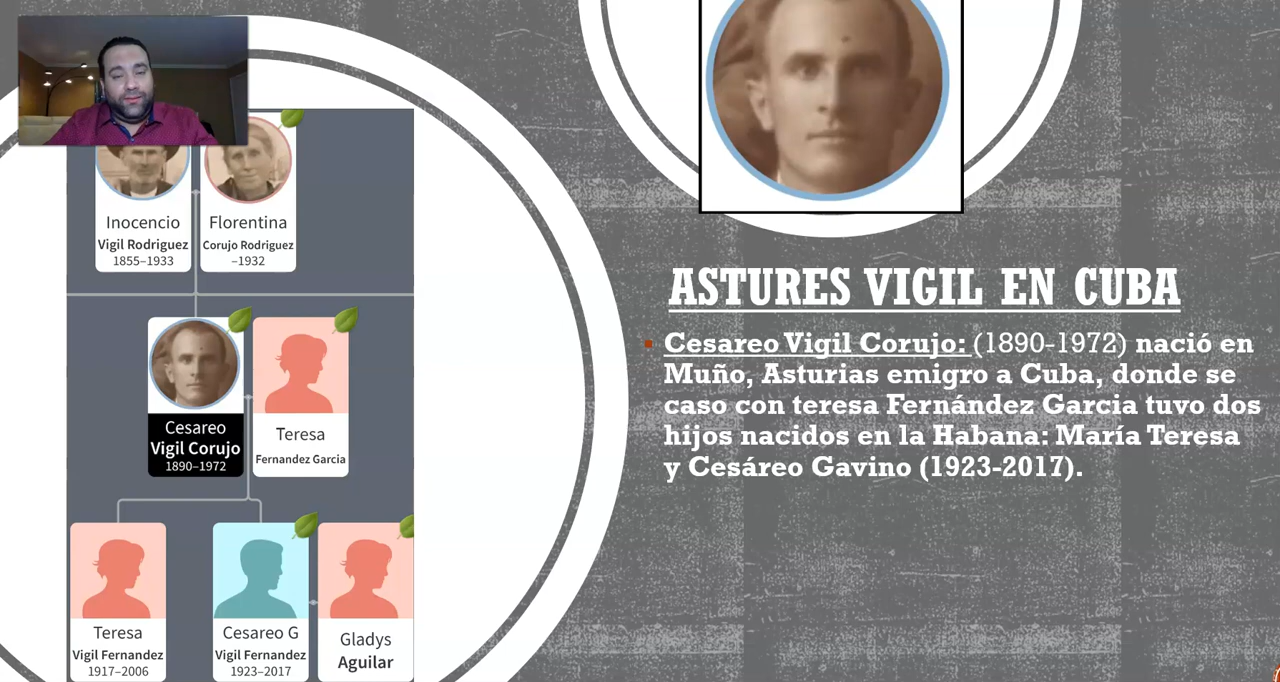 Inocencio
Vigil Rodriguez
1855–1933
Florentina
Corujo Rodriguez
–1932
Cesareo
Vigil Corujo
1890–1972
Teresa
Fernandez Garcia
Teresa
Vigil Fernandez
1917–2006
Cesareo G
Vigil Fernandez
1923–2017
Gladys
Aguilar
ASTURES VIGIL EN CUBA
Cesareo Vigil Corujo: (1890-1972) nació en
Muño, Asturias emigro a Cuba, donde se
caso con teresa Fernández Garcia tuvo dos
hijos nacidos en la Habana: María Teresa
y Cesáreo Gavino (1923-2017).